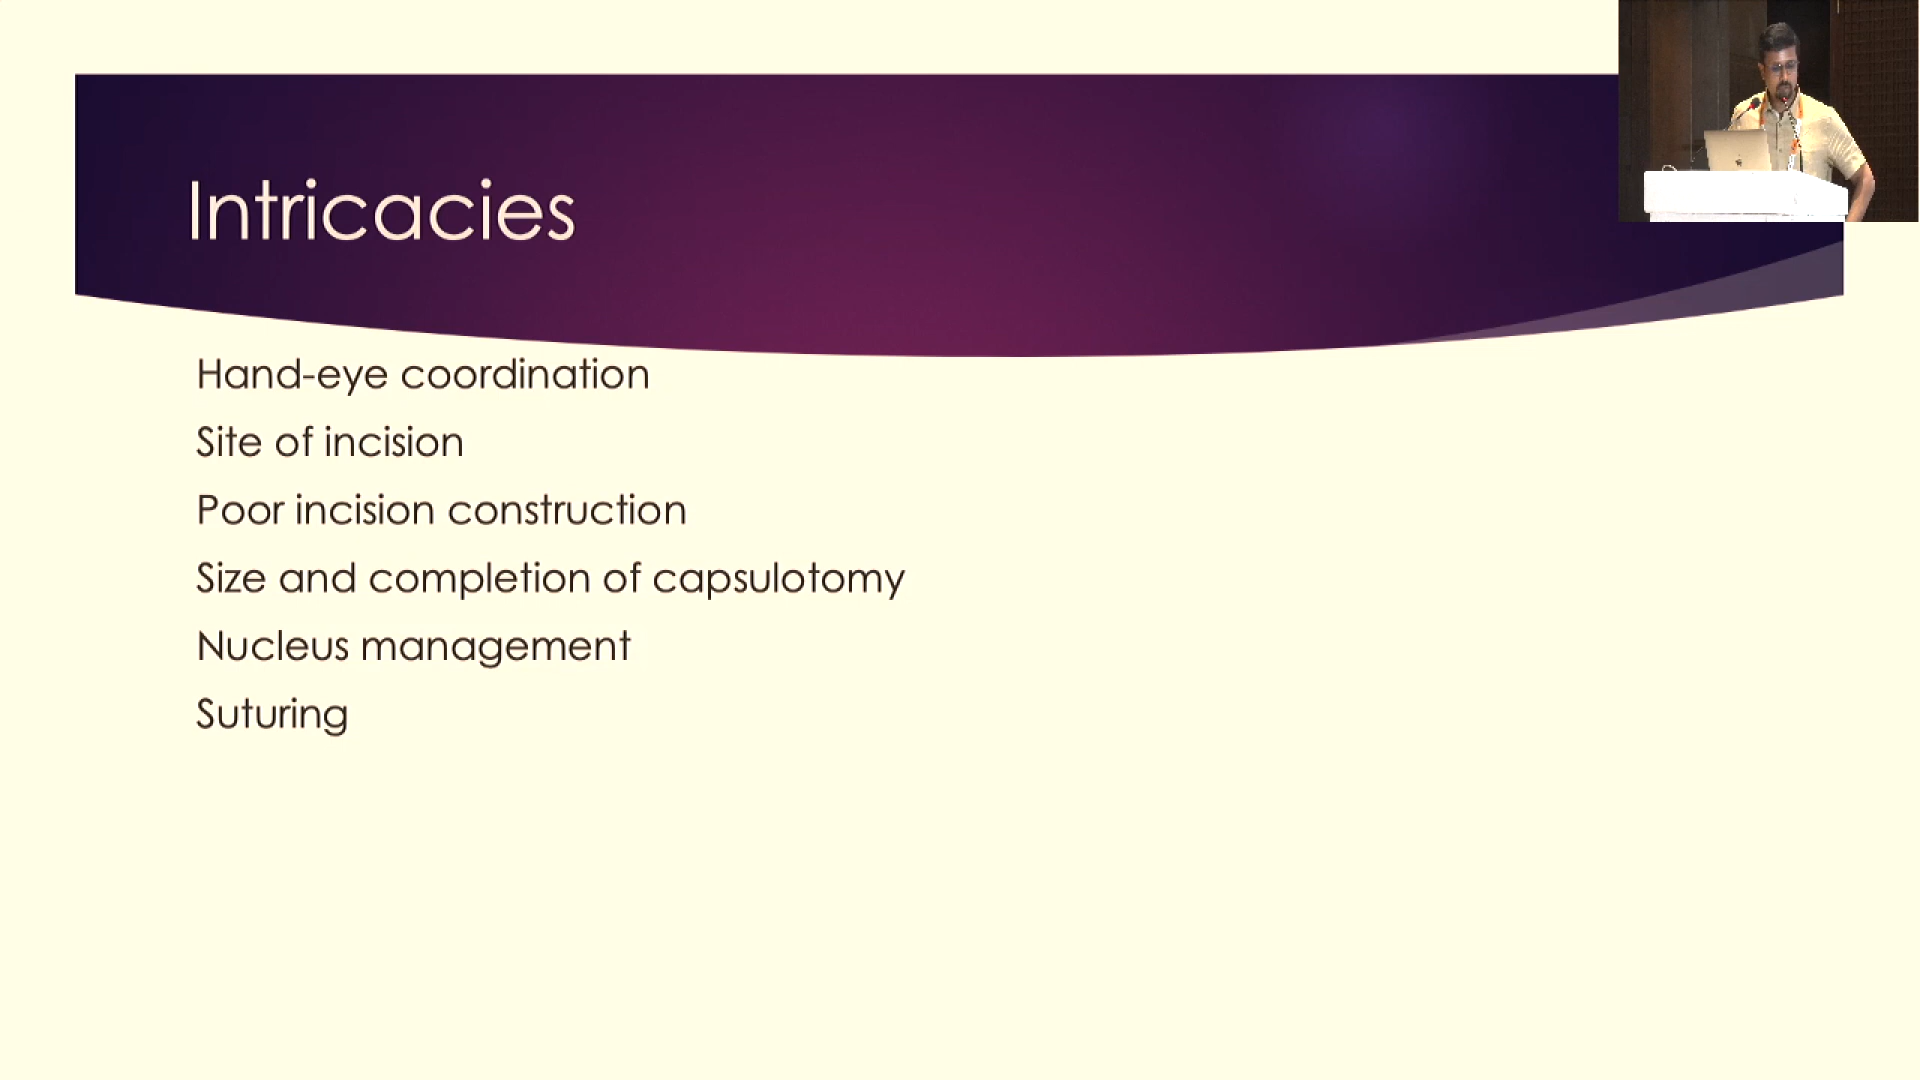 Intricacies
Hand-eye coordination
Site of incision
Poor incision construction
Size and completion of capsulotomy
Nucleus management
Suturing